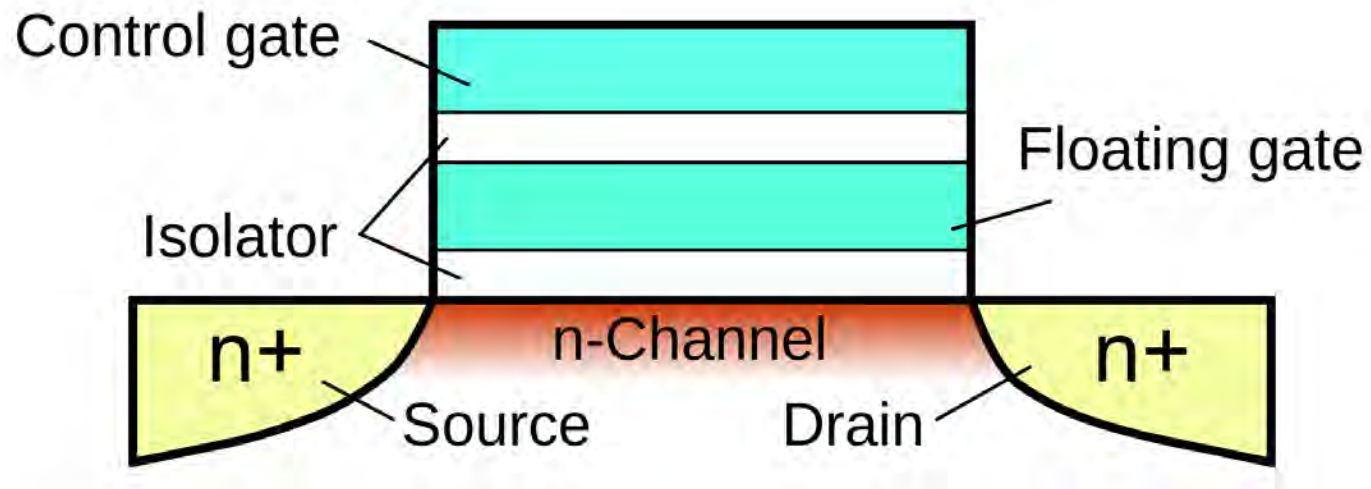 Control gate
Floating gate
Isolator
n-Channel
n+
n+
Source
Drain